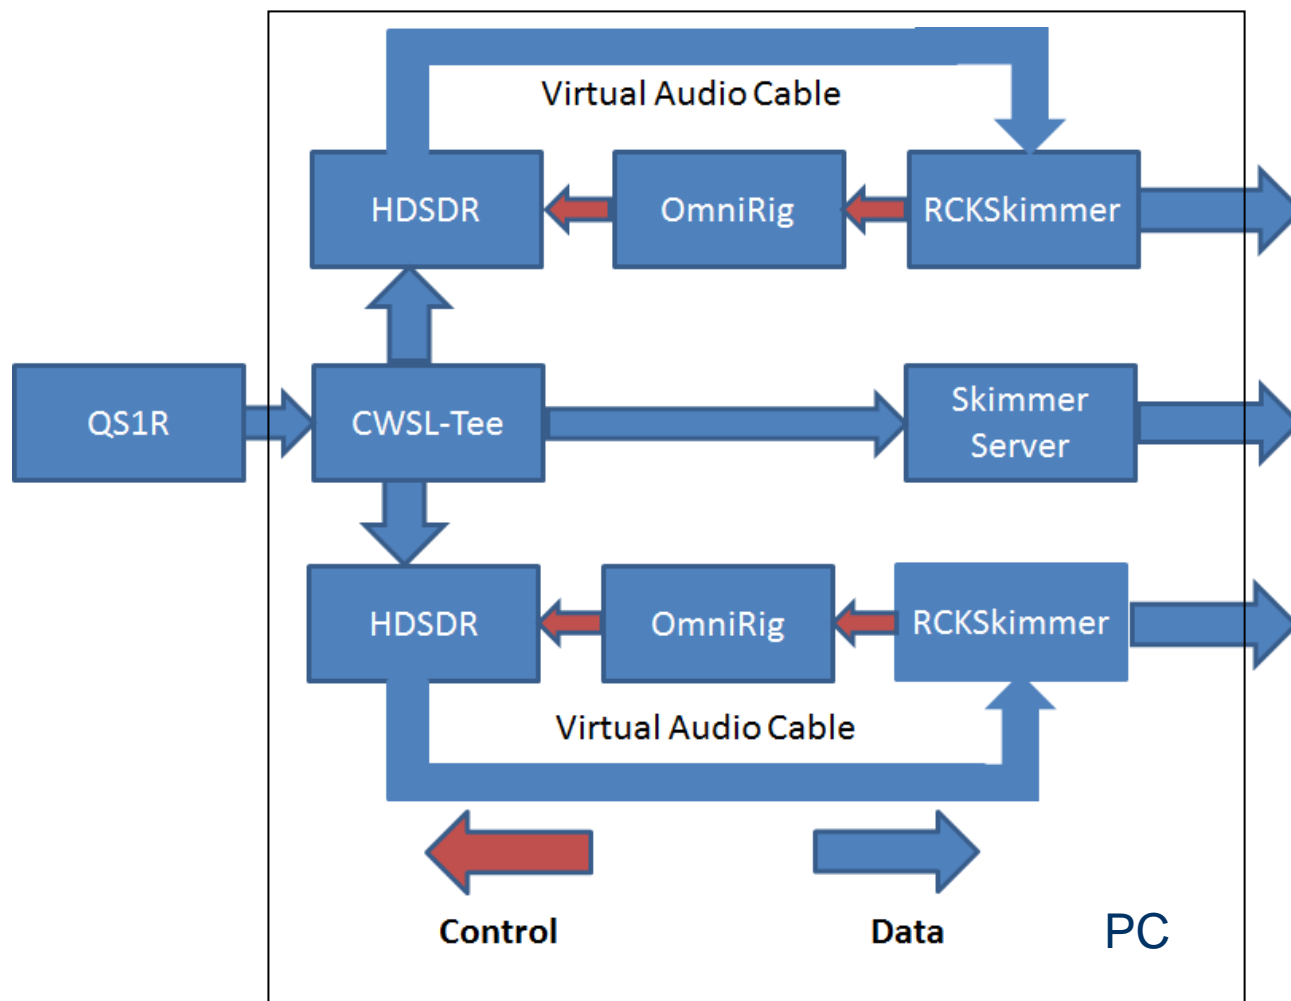 Virtual Audio Cable
HDSDR
OmniRig
RCKSkimmer
QS1R
CWSL-Tee
Skimmer
Server
HDSDR
OmniRig
RCKSkimmer
Virtual Audio Cable
Control
Data
PC